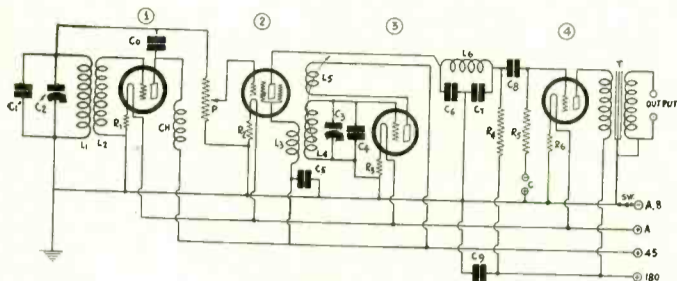 1
2
3
4
C0
L6
C1
C2
L1
L2
R1
CH
P
R2
L3
L5
L4
C3
C4
C5
R3
C6
C7
C8
R4
R5
C
R6
T
OUTPUT
SW
A,B
A
45
C9
180